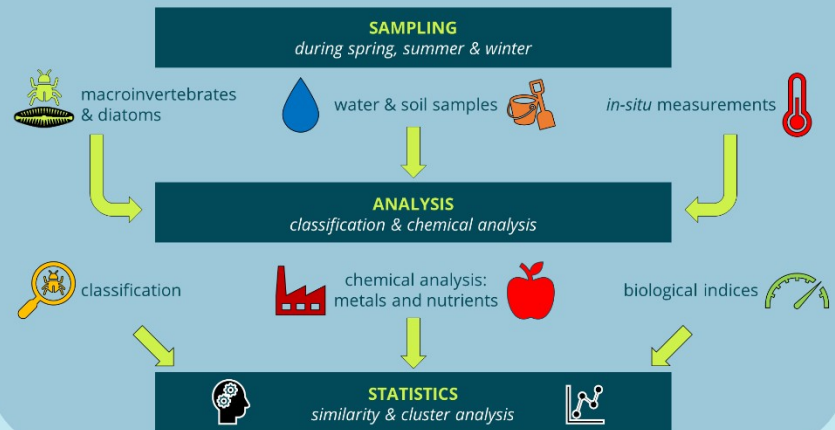 SAMPLING
during spring, summer & winter
macroinvertebrates
& diatoms
water & soil samples
in-situ measurements
ANALYSIS
classification & chemical analysis
classification
chemical analysis:
metals and nutrients
biological indices
STATISTICS
similarity & cluster analysis